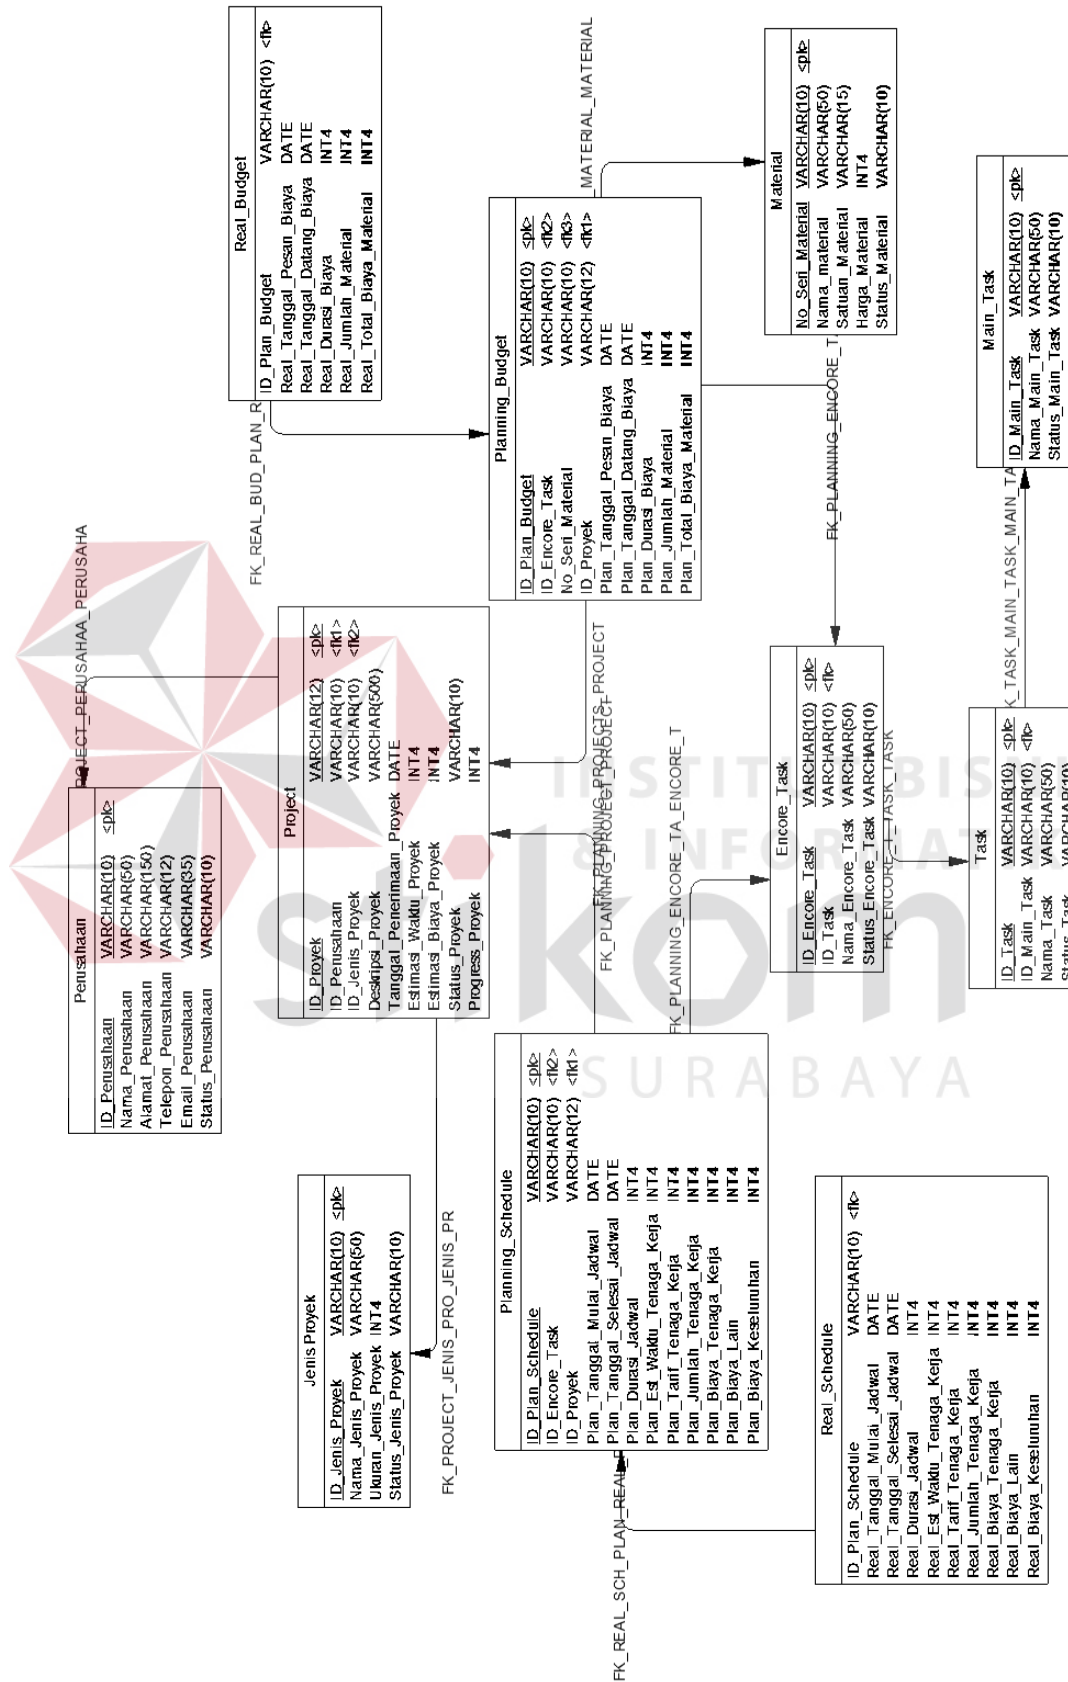 Perusahaan
ID_Perusahaan VARCHAR(10) <pk>
Nama_Perusahaan VARCHAR(50)
Alamat_Perusahaan VARCHAR(150)
Telepon_Perusahaan VARCHAR(12)
Email_Perusahaan VARCHAR(35)
Status_Perusahaan VARCHAR(10)
ROJECT_PERUSAHAA_PERUSAHA
Jenis Proyek
ID_Jenis_Proyek VARCHAR(10) <pk>
Nama_Jenis_Proyek VARCHAR(50)
Ukuran_Jenis_Proyek INT4
Status_Jenis_Proyek VARCHAR(10)
FK_PROJECT_JENIS_PRO_JENIS_PR
Project
ID_Proyek VARCHAR(12) <pk>
ID_Perusahaan VARCHAR(10) <fk1>
ID_Jenis_Proyek VARCHAR(10) <fk2>
Deskripsi_Proyek VARCHAR(500)
Tanggal_Penerimaan_Proyek DATE
Estimasi_Waktu_Proyek INT4
Estimasi_Biaya_Proyek INT4
Status_Proyek VARCHAR(10)
Progress_Proyek INT4
Real_Budget
ID_Plan_Budget VARCHAR(10) <fk>
Real_Tanggal_Pesan_Biaya DATE
Real_Tanggal_Datang_Biaya DATE
Real_Durasi_Biaya INT4
Real_Jumlah_Material INT4
Real_Total_Biaya_Material INT4
FK_REAL_BUD_PLAN_R
Planning_Budget
ID_Plan_Budget VARCHAR(10) <pk>
ID_Encore_Task VARCHAR(10) <fk2>
No_Seri_Material VARCHAR(10) <fk3>
ID_Proyek VARCHAR(12) <fk1>
Plan_Tanggal_Pesan_Biaya DATE
Plan_Tanggal_Datang_Biaya DATE
Plan_Durasi_Biaya INT4
Plan_Jumlah_Material INT4
Plan_Total_Biaya_Material INT4
MATERIAL_MATERIAL
FK_PLANNING_PROJECTS_PROJECT
FK_PLANNING_PROJECT_PROJECT
Planning_Schedule
ID_Plan_Schedule VARCHAR(10) <pk>
ID_Encore_Task VARCHAR(10) <fk2>
ID_Proyek VARCHAR(12) <fk1>
Plan_Tanggal_Mulai_Jadwal DATE
Plan_Tanggal_Selesai_Jadwal DATE
Plan_Durasi_Jadwal INT4
Plan_Est_Waktu_Tenaga_Kerja INT4
Plan_Tarif_Tenaga_Kerja INT4
Plan_Jumlah_Tenaga_Kerja INT4
Plan_Biaya_Tenaga_Kerja INT4
Plan_Biaya_Lain INT4
Plan_Biaya_Keseluruhan INT4
FK_REAL_SCH_PLAN_REAL_P
FK_PLANNING_ENCORE_TA_ENCORE_T
Material
No_Seri_Material VARCHAR(10) <pk>
Nama_material VARCHAR(50)
Satuan_Material VARCHAR(15)
Harga_Material INT4
Status_Material VARCHAR(10)
FK_PLANNING_ENCORE_TA
Encore_Task
ID_Encore_Task VARCHAR(10) <pk>
ID_Task VARCHAR(10) <fk>
Nama_Encore_Task VARCHAR(50)
Status_Encore_Task VARCHAR(10)
FK_ENCORE_T_TASK_TASK
Real_Schedule
ID_Plan_Schedule VARCHAR(10) <fk>
Real_Tanggal_Mulai_Jadwal DATE
Real_Tanggal_Selesai_Jadwal DATE
Real_Durasi_Jadwal INT4
Real_Est_Waktu_Tenaga_Kerja INT4
Real_Tarif_Tenaga_Kerja INT4
Real_Jumlah_Tenaga_Kerja INT4
Real_Biaya_Tenaga_Kerja INT4
Real_Biaya_Lain INT4
Real_Biaya_Keseluruhan INT4
Main_Task
ID_Main_Task VARCHAR(10) <pk>
Nama_Main_Task VARCHAR(50)
Status_Main_Task VARCHAR(10)
K_TASK_MAIN_TASK_MAIN_TA
Task
ID_Task VARCHAR(10) <pk>
ID_Main_Task VARCHAR(10) <fk>
Nama_Task VARCHAR(50)
Status_Task VARCHAR(10)
INSTITUT BISNI
& INFORMATI
stikom
SURABAYA